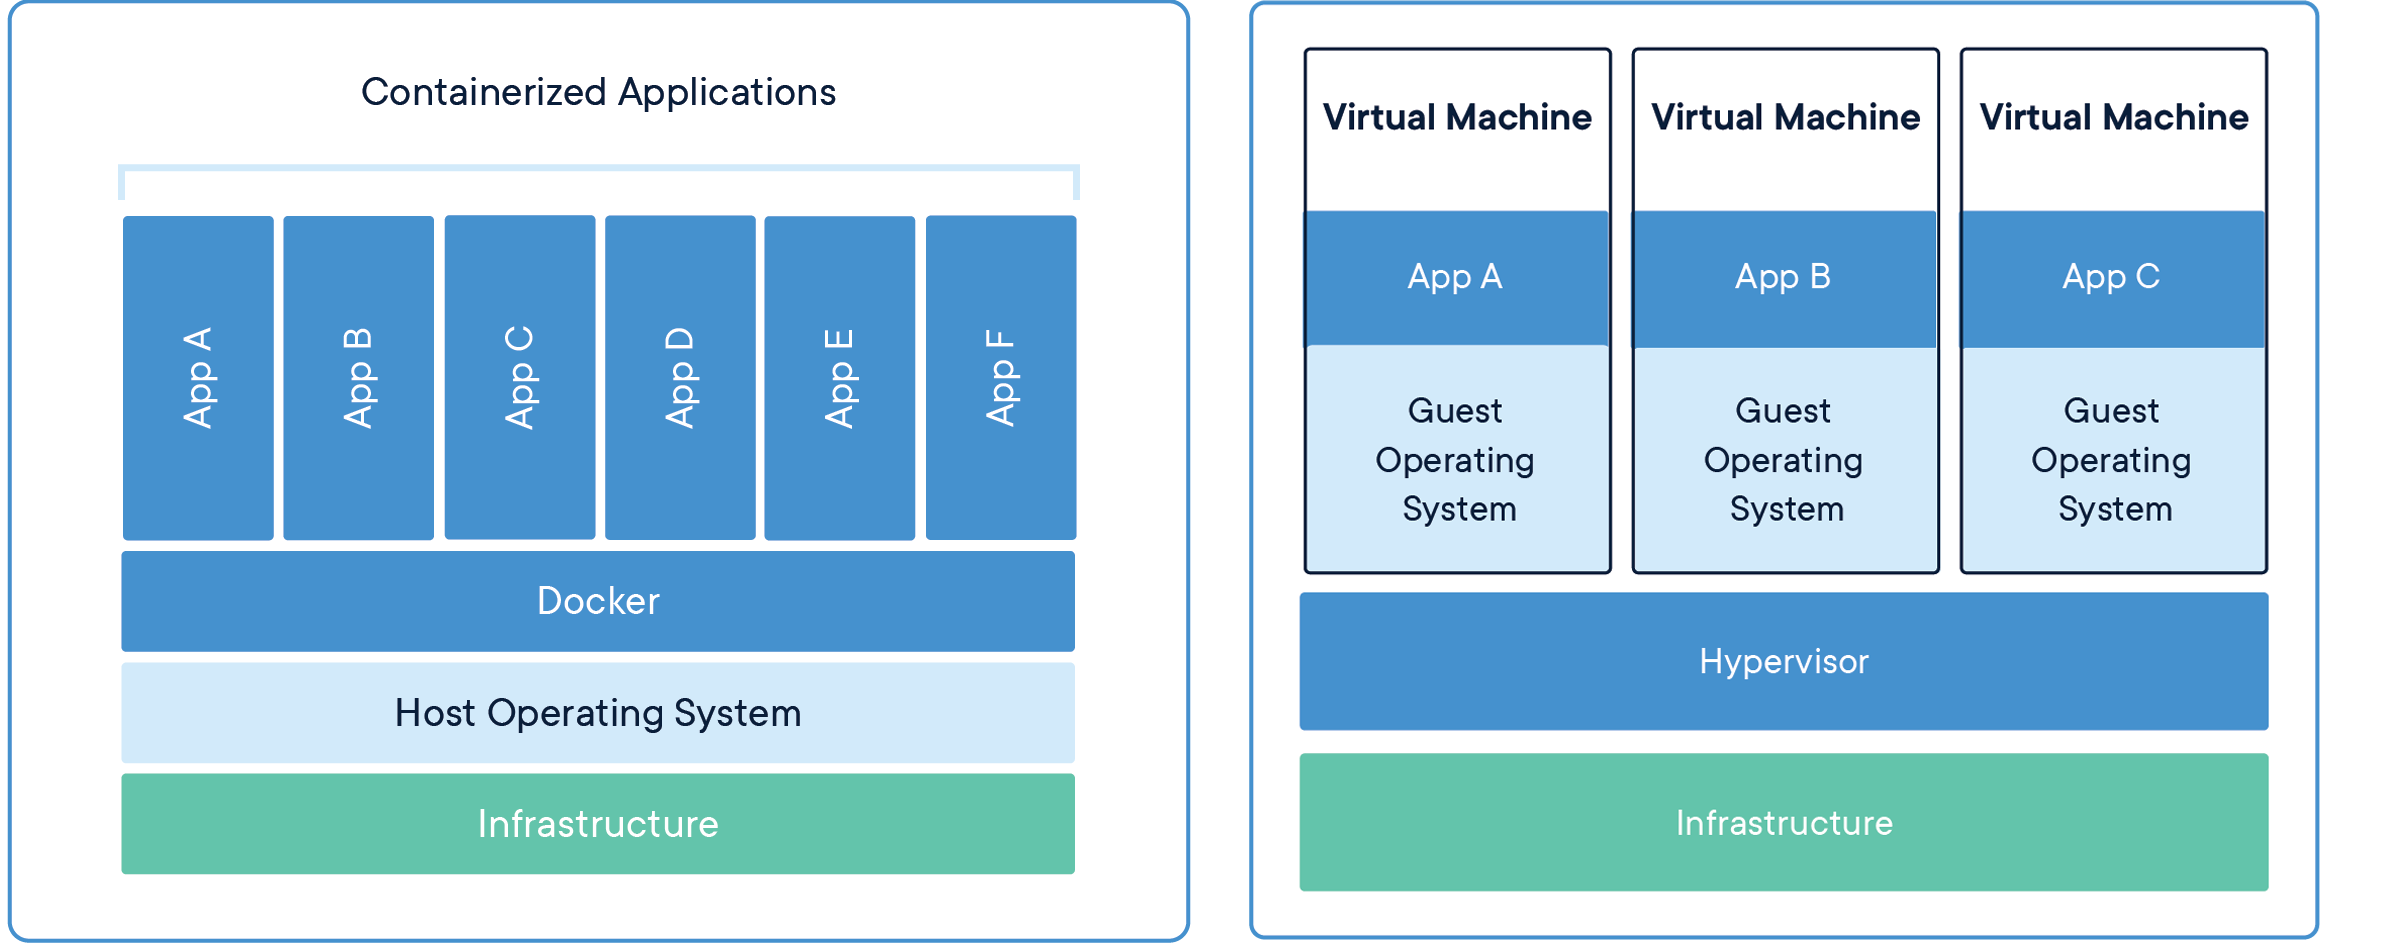 Containerized Applications
App A
App B
App C
App D
App E
App F
Docker
Host Operating System
Infrastructure
Virtual Machine
App A
Guest
Operating
System
Virtual Machine
App B
Guest
Operating
System
Virtual Machine
App C
Guest
Operating
System
Hypervisor
Infrastructure